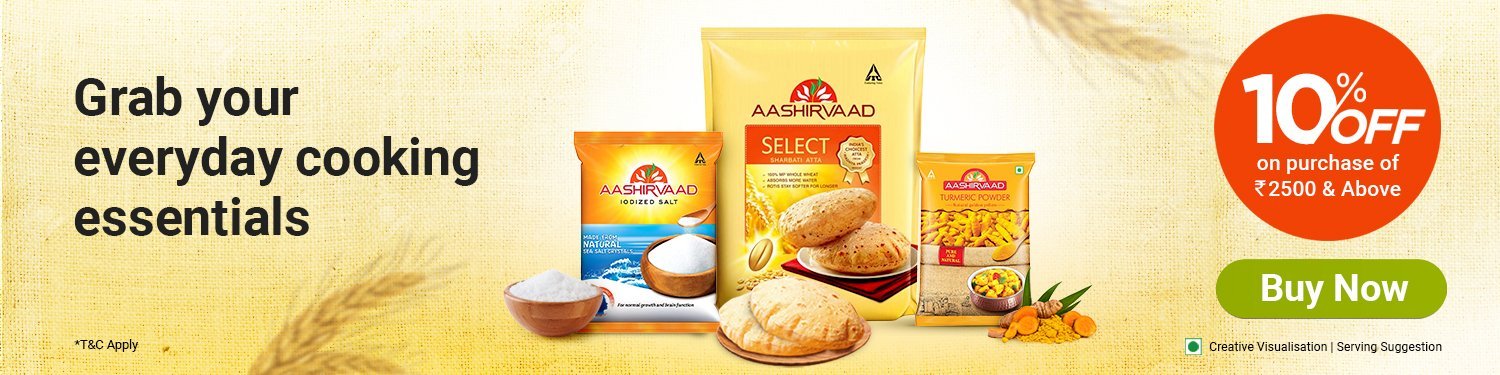 Grab your
everyday cooking
essentials
*T&C Apply
AASHIRVAAD
IODIZED SALT
MADE FROM
NATURAL
SEA SALT CRYSTALS
For normal growth and brain function
AASHIRVAAD
SELECT
SHARBATI ATTA
100% MP WHOLE WHEAT
ABSORBS MORE WATER
ROTIS STAY SOFTER FOR LONGER
INDIA'S
CHOICEST
ATTA
AASHIRVAAD
TURMERIC POWDER
PURE
AND
NATURAL
10% OFF
on purchase of
₹2500 & Above
Buy Now
Creative Visualisation | Serving Suggestion